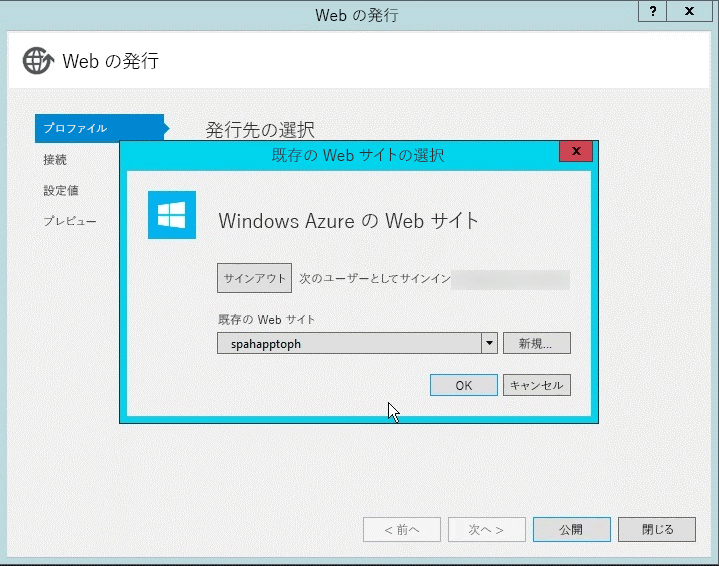 Web の発行
?
x
Web の発行
プロファイル
発行先の選択
接続
設定値
プレビュー
既存の Web サイトの選択
x
Windows Azure の Web サイト
サインアウト 次のユーザーとしてサインイン
既存の Web サイト
spahapptoph 新規...
OK キャンセル
< 前へ 次へ > 公開 閉じる